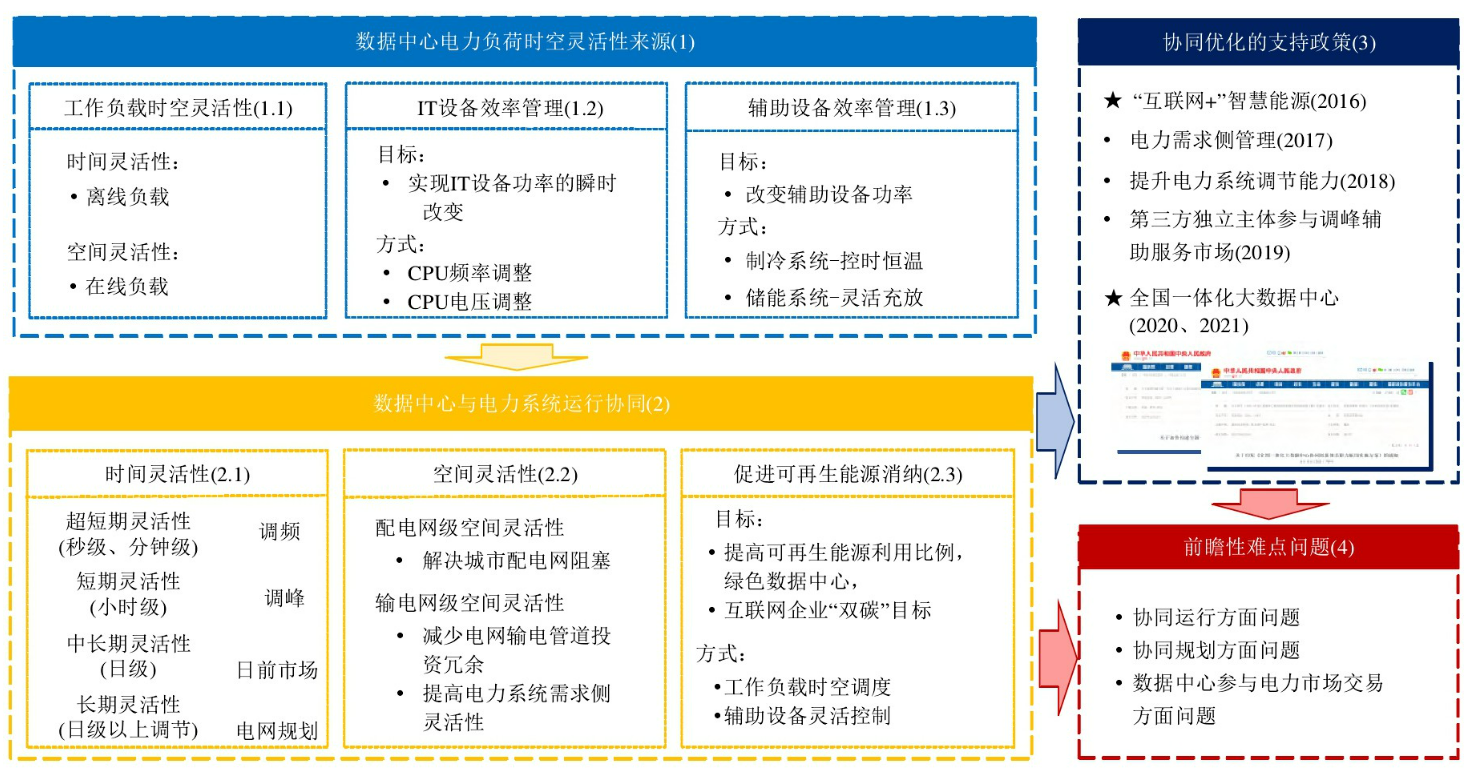 数据中心电力负荷时空灵活性来源(1)
工作负载时空灵活性(1.1)
时间灵活性：
• 离线负载
空间灵活性：
• 在线负载
IT设备效率管理(1.2)
目标：
• 实现IT设备功率的瞬时
改变
方式：
• CPU频率调整
• CPU电压调整
辅助设备效率管理(1.3)
目标：
• 改变辅助设备功率
方式：
• 制冷系统-控时恒温
• 储能系统-灵活充放
数据中心与电力系统运行协同(2)
时间灵活性(2.1)
超短期灵活性
(秒级、分钟级)
调频
短期灵活性
(小时级)
调峰
中长期灵活性
(日级)
日前市场
长期灵活性
(日级以上调节)
电网规划
空间灵活性(2.2)
配电网级空间灵活性
• 解决城市配电网阻塞
输电网级空间灵活性
• 减少电网输电管道投
资冗余
• 提高电力系统需求侧
灵活性
促进可再生能源消纳(2.3)
目标：
• 提高可再生能源利用比例，
绿色数据中心，
• 互联网企业“双碳”目标
方式：
•工作负载时空调度
•辅助设备灵活控制
协同优化的支持政策(3)
★ “互联网+”智慧能源(2016)
• 电力需求侧管理(2017)
• 提升电力系统调节能力(2018)
• 第三方独立主体参与调峰辅
助服务市场(2019)
★ 全国一体化大数据中心
(2020、2021)
中华人民共和国中央人民政府
中华人民共和国中央人民政府
前瞻性难点问题(4)
• 协同运行方面问题
• 协同规划方面问题
• 数据中心参与电力市场交易
方面问题